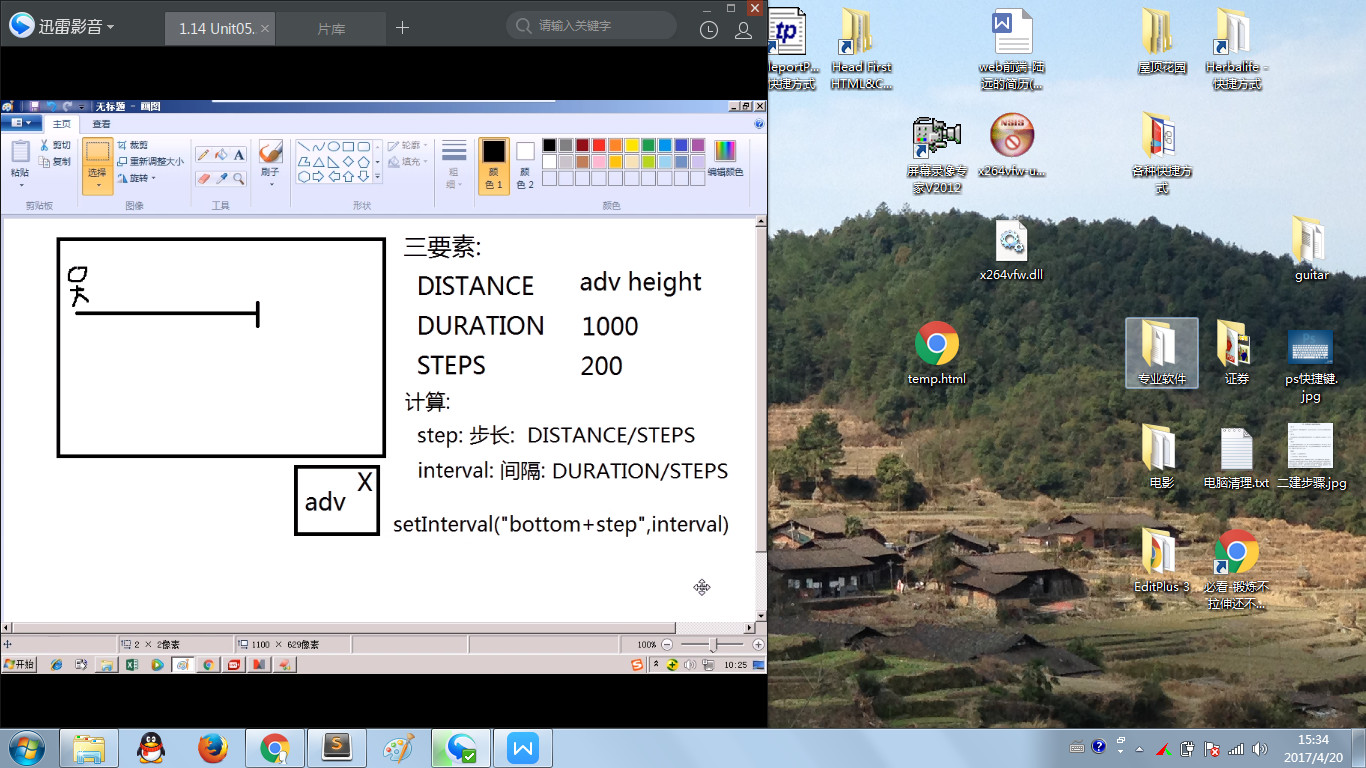 迅雷影音
1.14 Unit05.
片库
请输入关键字
无标题 - 画图
主页
查看
粘贴
剪切
复制
剪贴板
选择
裁剪
重新调整大小
旋转
图像
工具
刷子
形状
轮廓
填充
粗
细
颜
色 1
颜
色 2
编辑颜色
颜色
三要素:
DISTANCE adv height
DURATION 1000
STEPS 200
计算:
step: 步长: DISTANCE/STEPS
interval: 间隔: DURATION/STEPS
adv X
setInterval("bottom+step",interval)
2 × 2像素
1100 × 629像素
100%
开始
10:25
eportP...
快捷方式
Head First
HTML&C...
web前端-陆
远的简历(...
屋顶花园
Herbalife -
快捷方式
屏幕录像专
家V2012
NSIS
x264vfw-u...
各种快捷方
式
x264vfw.dll
guitar
temp.html
专业软件
证券
ps快捷键.
jpg
电影
电脑清理.txt
二建步骤.jpg
EditPlus 3
必看-锻炼不
拉伸还不...
15:34
2017/4/20